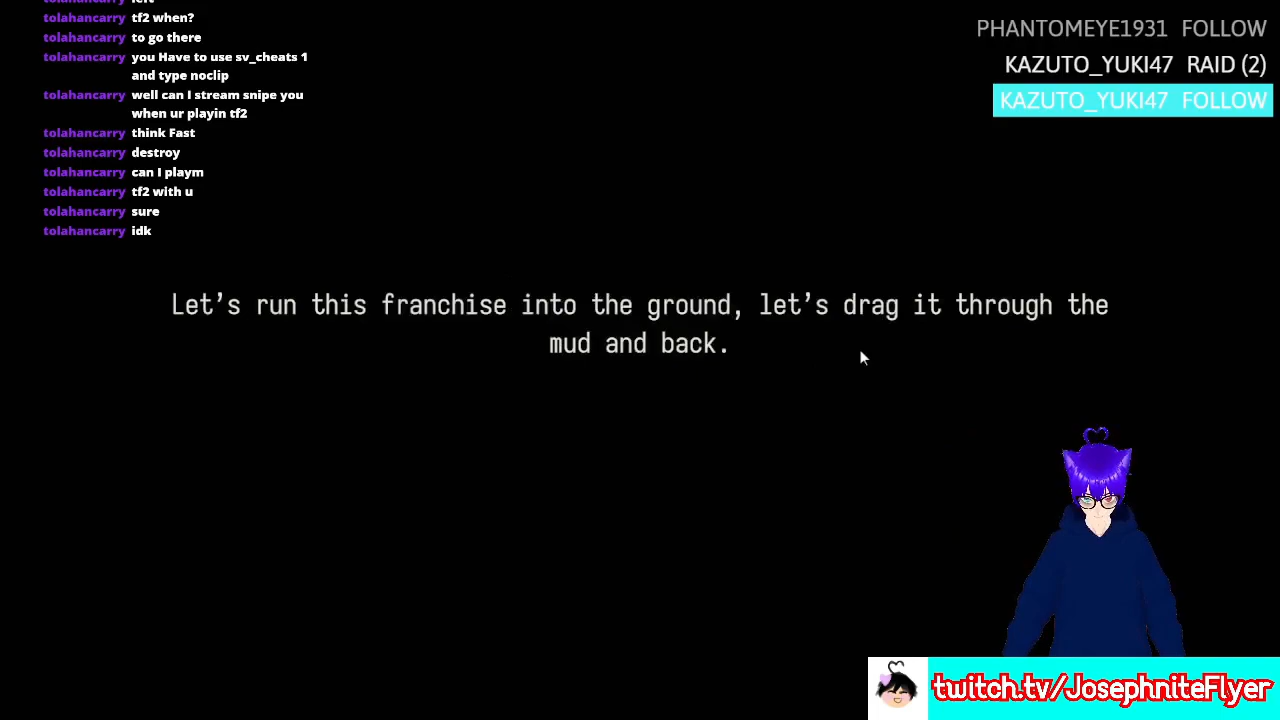 tolahancarry left
tolahancarry tf2 when?
tolahancarry to go there
tolahancarry you Have to use sv_cheats 1
and type noclip
tolahancarry well can I stream snipe you
when ur playin tf2
tolahancarry think Fast
tolahancarry destroy
tolahancarry can I playm
tolahancarry tf2 with u
tolahancarry sure
tolahancarry idk
PHANTOMEYE1931 FOLLOW
KAZUTO_YUKI47 RAID (2)
KAZUTO_YUKI47 FOLLOW
Let's run this franchise into the ground, let's drag it through the
mud and back.
twitch.tv/JosephniteFlyer